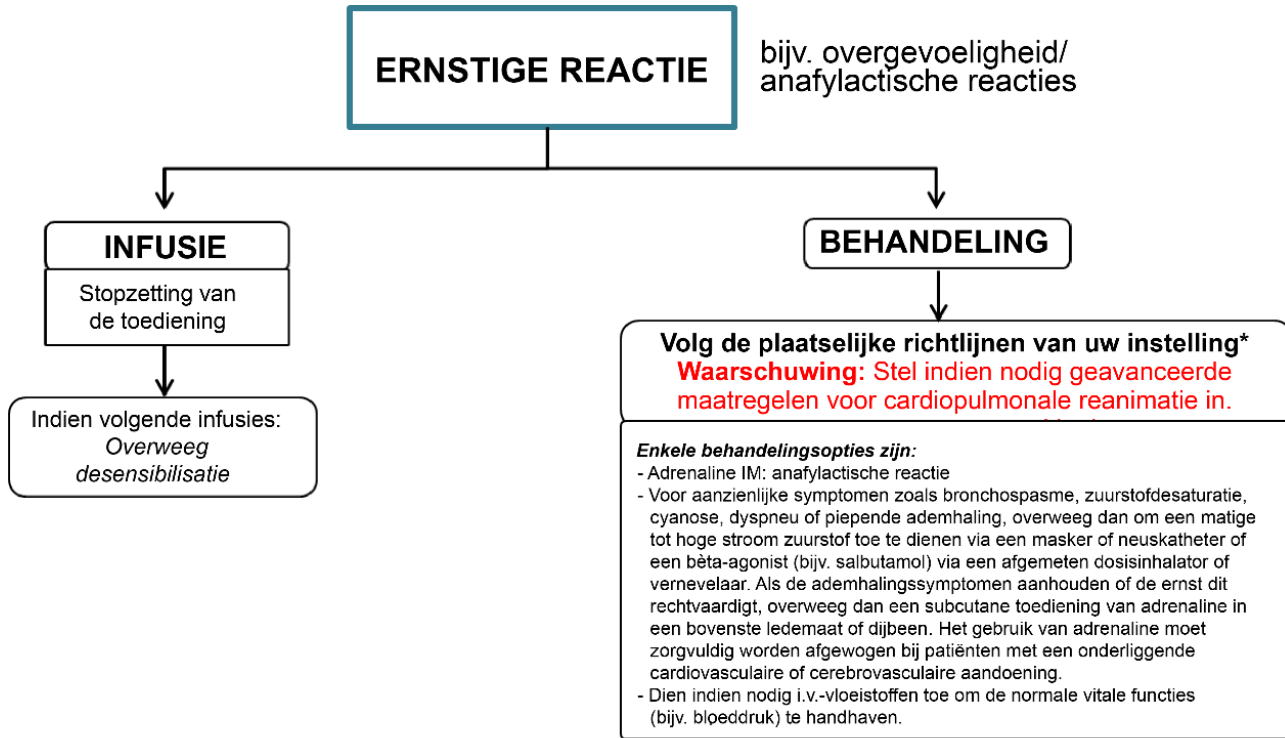 ERNSTIGE REACTIE
bijv. overgevoeligheid/
anafylactische reacties
INFUSIE
Stopzetting van
de toediening
Indien volgende infusies:
Overweeg
desensibilisatie
BEHANDELING
Volg de plaatselijke richtlijnen van uw instelling*
Waarschuwing: Stel indien nodig geavanceerde
maatregelen voor cardiopulmonale reanimatie in.
Enkele behandelingsopties zijn:
- Adrenaline IM: anafylactische reactie
- Voor aanzienlijke symptomen zoals bronchospasme, zuurstofdesaturatie,
cyanose, dyspneu of piepende ademhaling, overweeg dan om een matige
tot hoge stroom zuurstof toe te dienen via een masker of neuskatheter of
een bèta-agonist (bijv. salbutamol) via een afgemeten dosisinhalator of
vernevelaar. Als de ademhalingssymptomen aanhouden of de ernst dit
rechtvaardigt, overweeg dan een subcutane toediening van adrenaline in
een bovenste ledemaat of dijbeen. Het gebruik van adrenaline moet
zorgvuldig worden afgewogen bij patiënten met een onderliggende
cardiovasculaire of cerebrovasculaire aandoening.
- Dien indien nodig i.v.-vloeistoffen toe om de normale vitale functies
(bijv. bloeddruk) te handhaven.